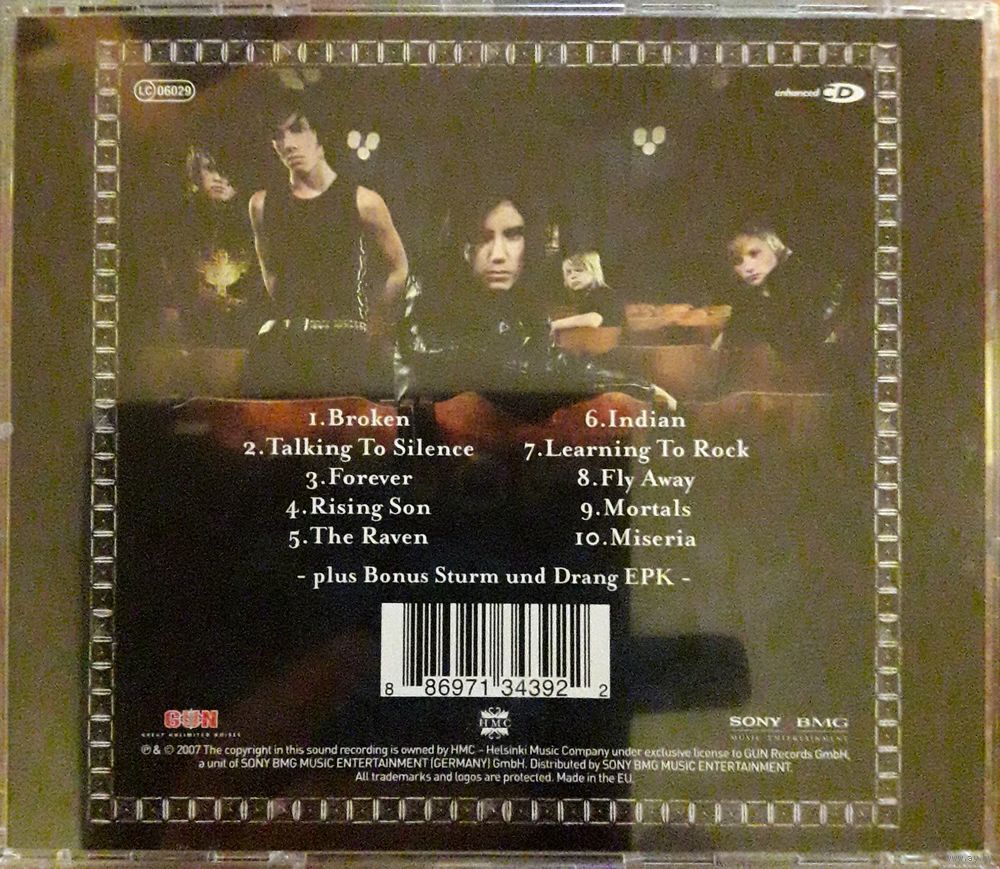 LC 06029
enhanced CD
1.Broken
2.Talking To Silence
3.Forever
4.Rising Son
5.The Raven
6.Indian
7.Learning To Rock
8.Fly Away
9.Mortals
10.Miseria
- plus Bonus Sturm und Drang EPK -
8 86971 34392 2
GUN
GREAT UNLIMITED NOISES
HMC
SONY BMG
MUSIC ENTERTAINMENT
℗ & © 2007 The copyright in this sound recording is owned by HMC – Helsinki Music Company under exclusive license to GUN Records GmbH,
a unit of SONY BMG MUSIC ENTERTAINMENT (GERMANY) GmbH. Distributed by SONY BMG MUSIC ENTERTAINMENT.
All trademarks and logos are protected. Made in the EU.